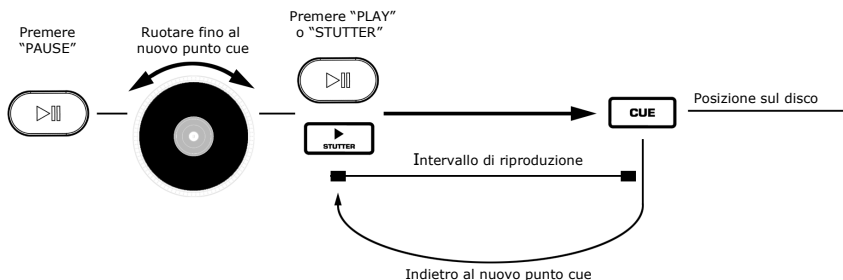 Premere
“PAUSE”
Ruotare fino al
nuovo punto cue
Premere “PLAY”
o “STUTTER”
STUTTER
CUE
Posizione sul disco
Intervallo di riproduzione
Indietro al nuovo punto cue